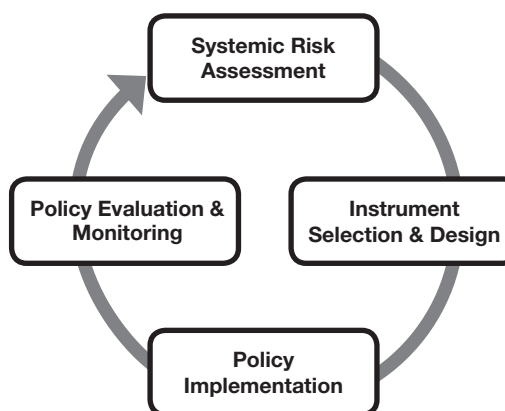 Systemic Risk
Assessment
Policy Evaluation &
Monitoring
Instrument
Selection & Design
Policy
Implementation